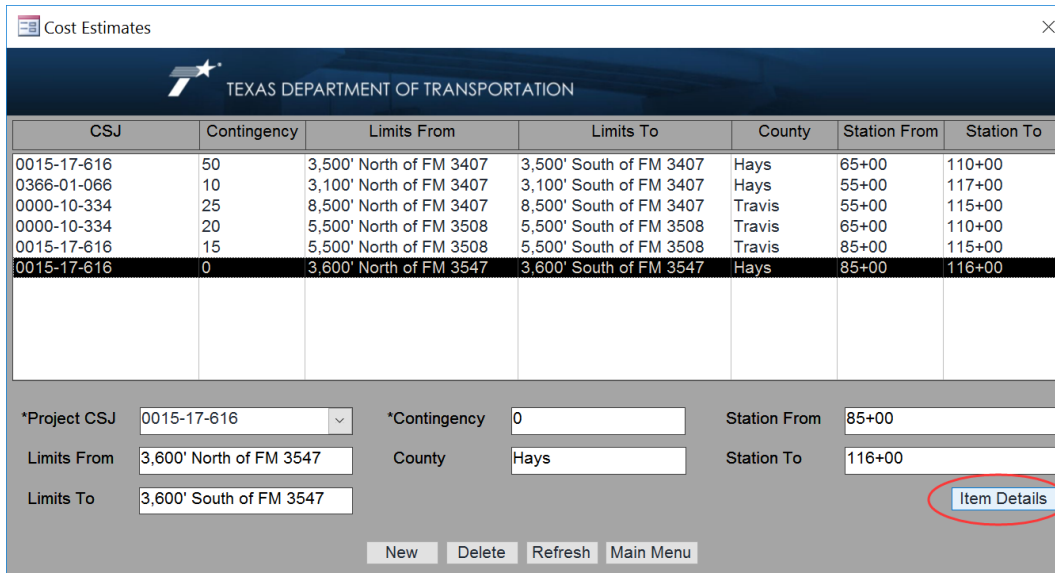 Cost Estimates
TEXAS DEPARTMENT OF TRANSPORTATION
CSJ Contingency Limits From Limits To County Station From Station To
0015-17-616 50 3,500' North of FM 3407 3,500' South of FM 3407 Hays 65+00 110+00
0366-01-066 10 3,100' North of FM 3407 3,100' South of FM 3407 Hays 55+00 117+00
0000-10-334 25 8,500' North of FM 3407 8,500' South of FM 3407 Travis 55+00 115+00
0000-10-334 20 5,500' North of FM 3508 5,500' South of FM 3508 Travis 65+00 110+00
0015-17-616 15 5,500' North of FM 3508 5,500' South of FM 3508 Travis 85+00 115+00
0015-17-616 0 3,600' North of FM 3547 3,600' South of FM 3547 Hays 85+00 116+00
*Project CSJ 0015-17-616 *Contingency 0 Station From 85+00
Limits From 3,600' North of FM 3547 County Hays Station To 116+00
Limits To 3,600' South of FM 3547 Item Details
New Delete Refresh Main Menu